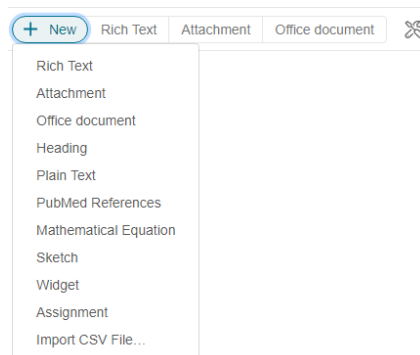 + New Rich Text Attachment Office document
Rich Text
Attachment
Office document
Heading
Plain Text
PubMed References
Mathematical Equation
Sketch
Widget
Assignment
Import CSV File...